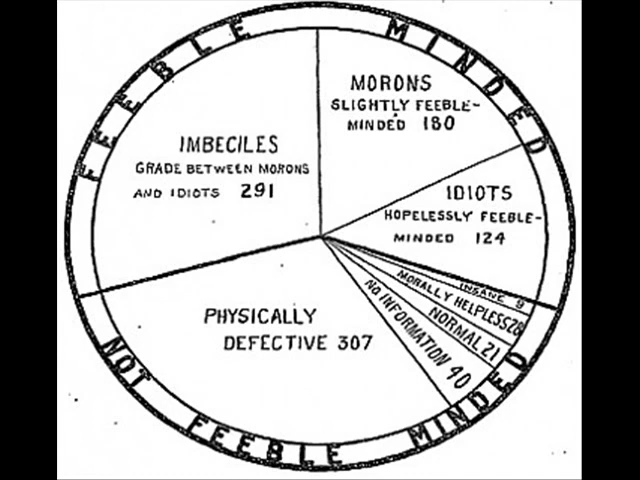 FEEBLE MINDED
MORONS
SLIGHTLY FEEBLE-
MINDED 180
IMBECILES
GRADE BETWEEN MORONS
AND IDIOTS 291
IDIOTS
HOPELESSLY FEEBLE-
MINDED 124
INSANE 9
MORALLY HELPLESS 28
NORMAL 21
NO INFORMATION 40
PHYSICALLY
DEFECTIVE 307
NOT FEEBLE MINDED